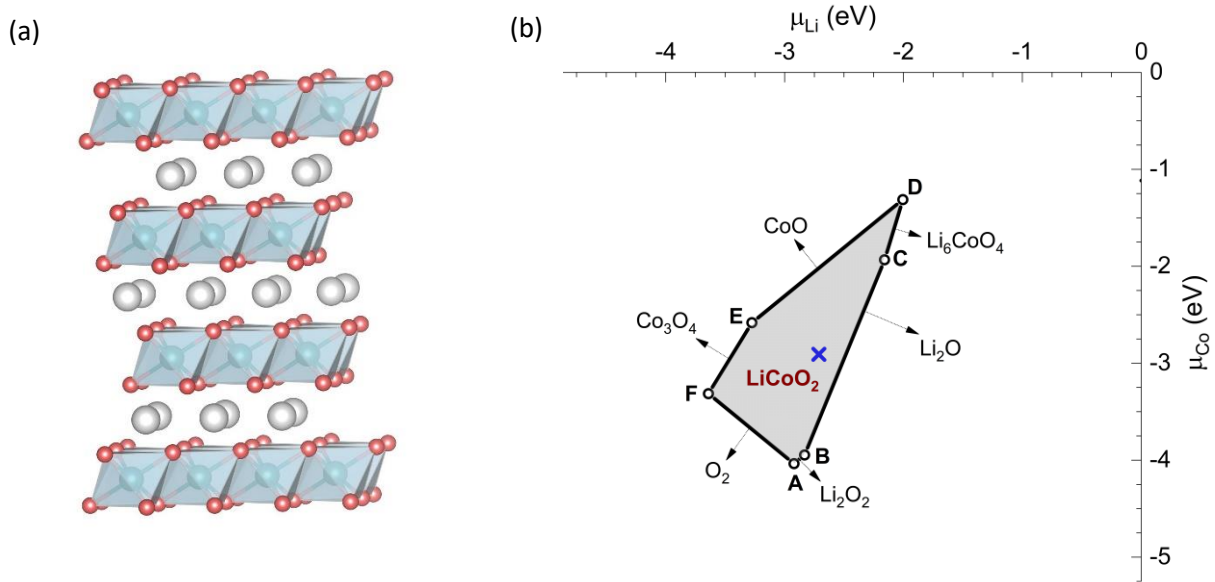 (a)
(b)
μLi (eV)
-4 -3 -2 -1 0
0
-1
-2
-3
-4
-5
μCo (eV)
D
CoO
Li6CoO4
C
E
Co3O4
Li2O
LiCoO2
F
O2
B
A
Li2O2